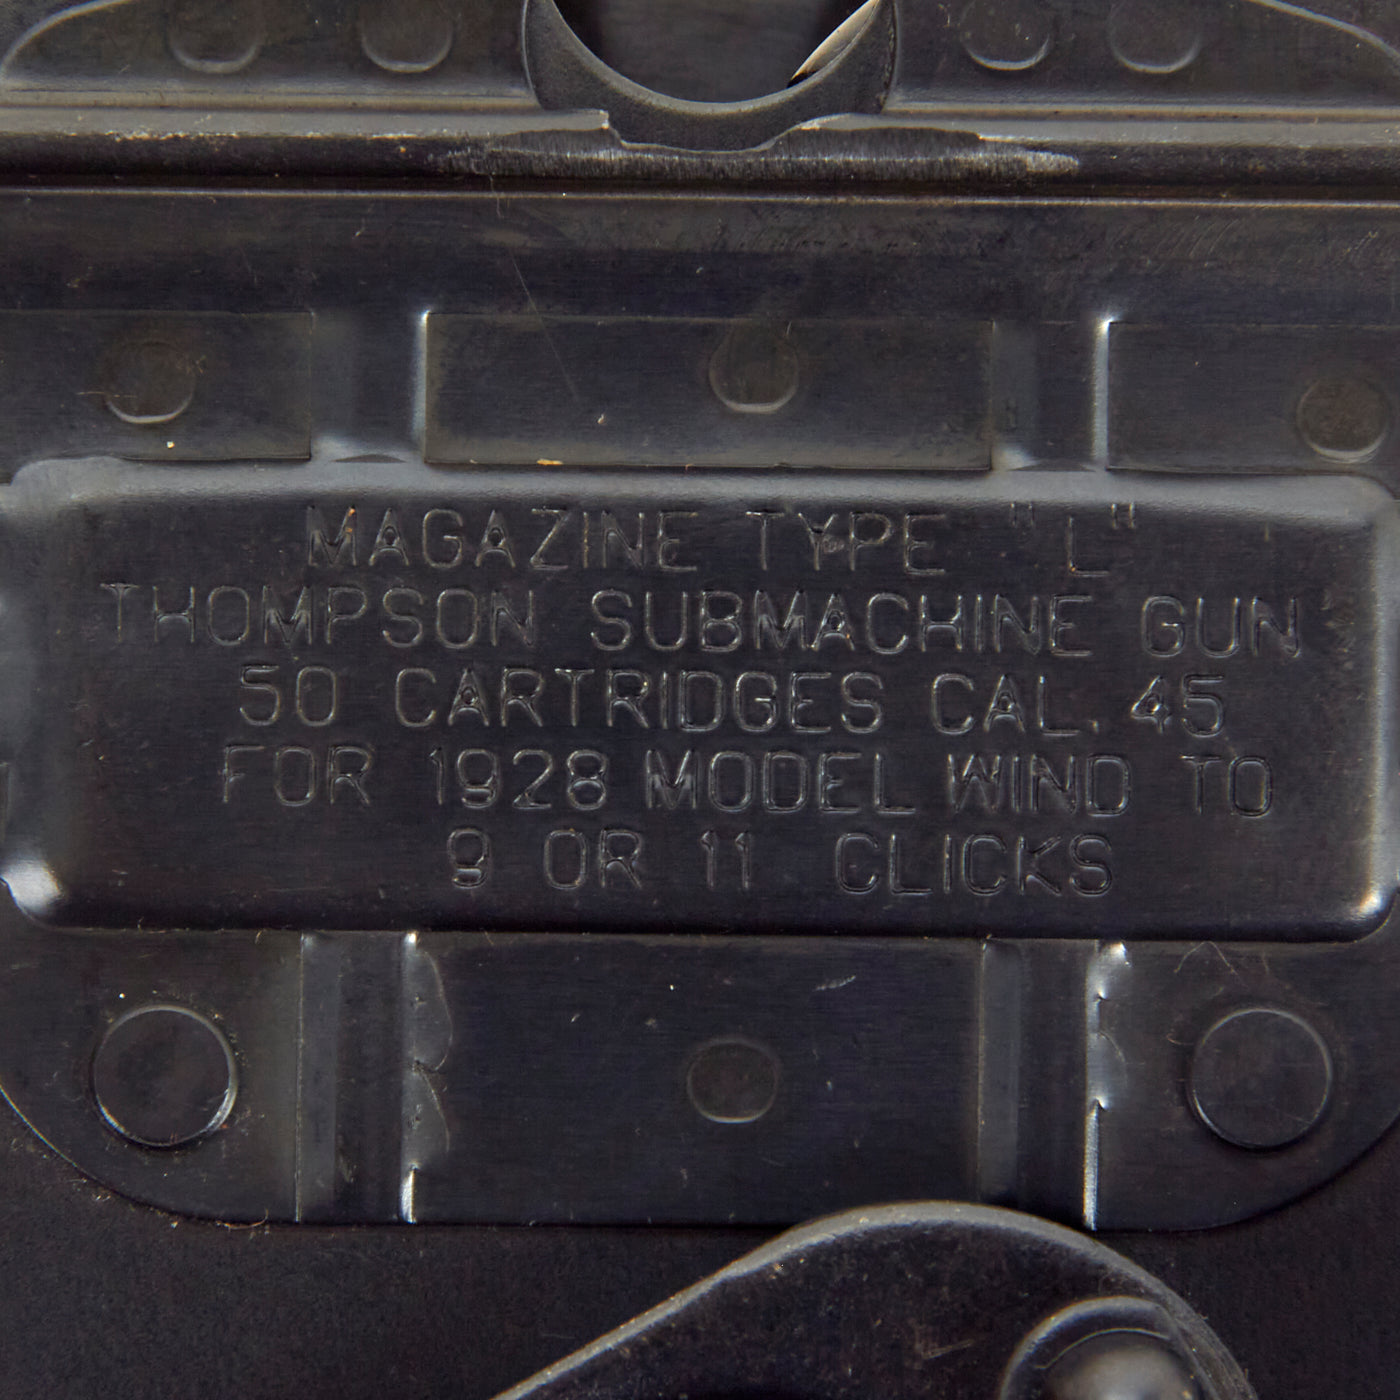 MAGAZINE TYPE "L"
THOMPSON SUBMACHINE GUN
50 CARTRIDGES CAL. 45
FOR 1928 MODEL WIND TO
9 OR 11 CLICKS